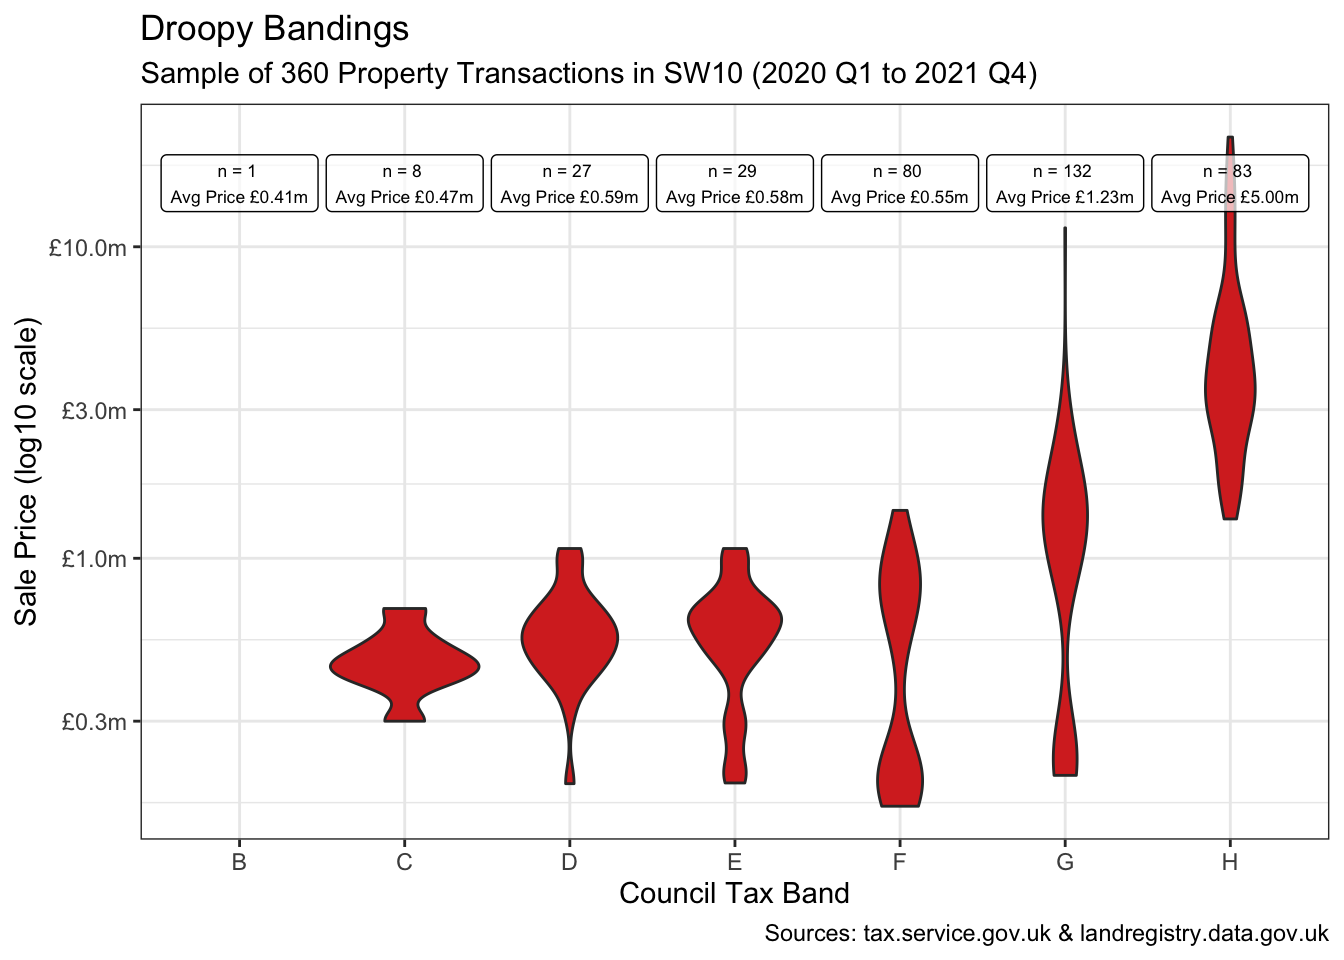 Droopy Bandings
Sample of 360 Property Transactions in SW10 (2020 Q1 to 2021 Q4)
n = 1
Avg Price £0.41m
n = 8
Avg Price £0.47m
n = 27
Avg Price £0.59m
n = 29
Avg Price £0.58m
n = 80
Avg Price £0.55m
n = 132
Avg Price £1.23m
n = 83
Avg Price £5.00m
Sale Price (log10 scale)
£10.0m
£3.0m
£1.0m
£0.3m
B C D E F G H
Council Tax Band
Sources: tax.service.gov.uk & landregistry.data.gov.uk